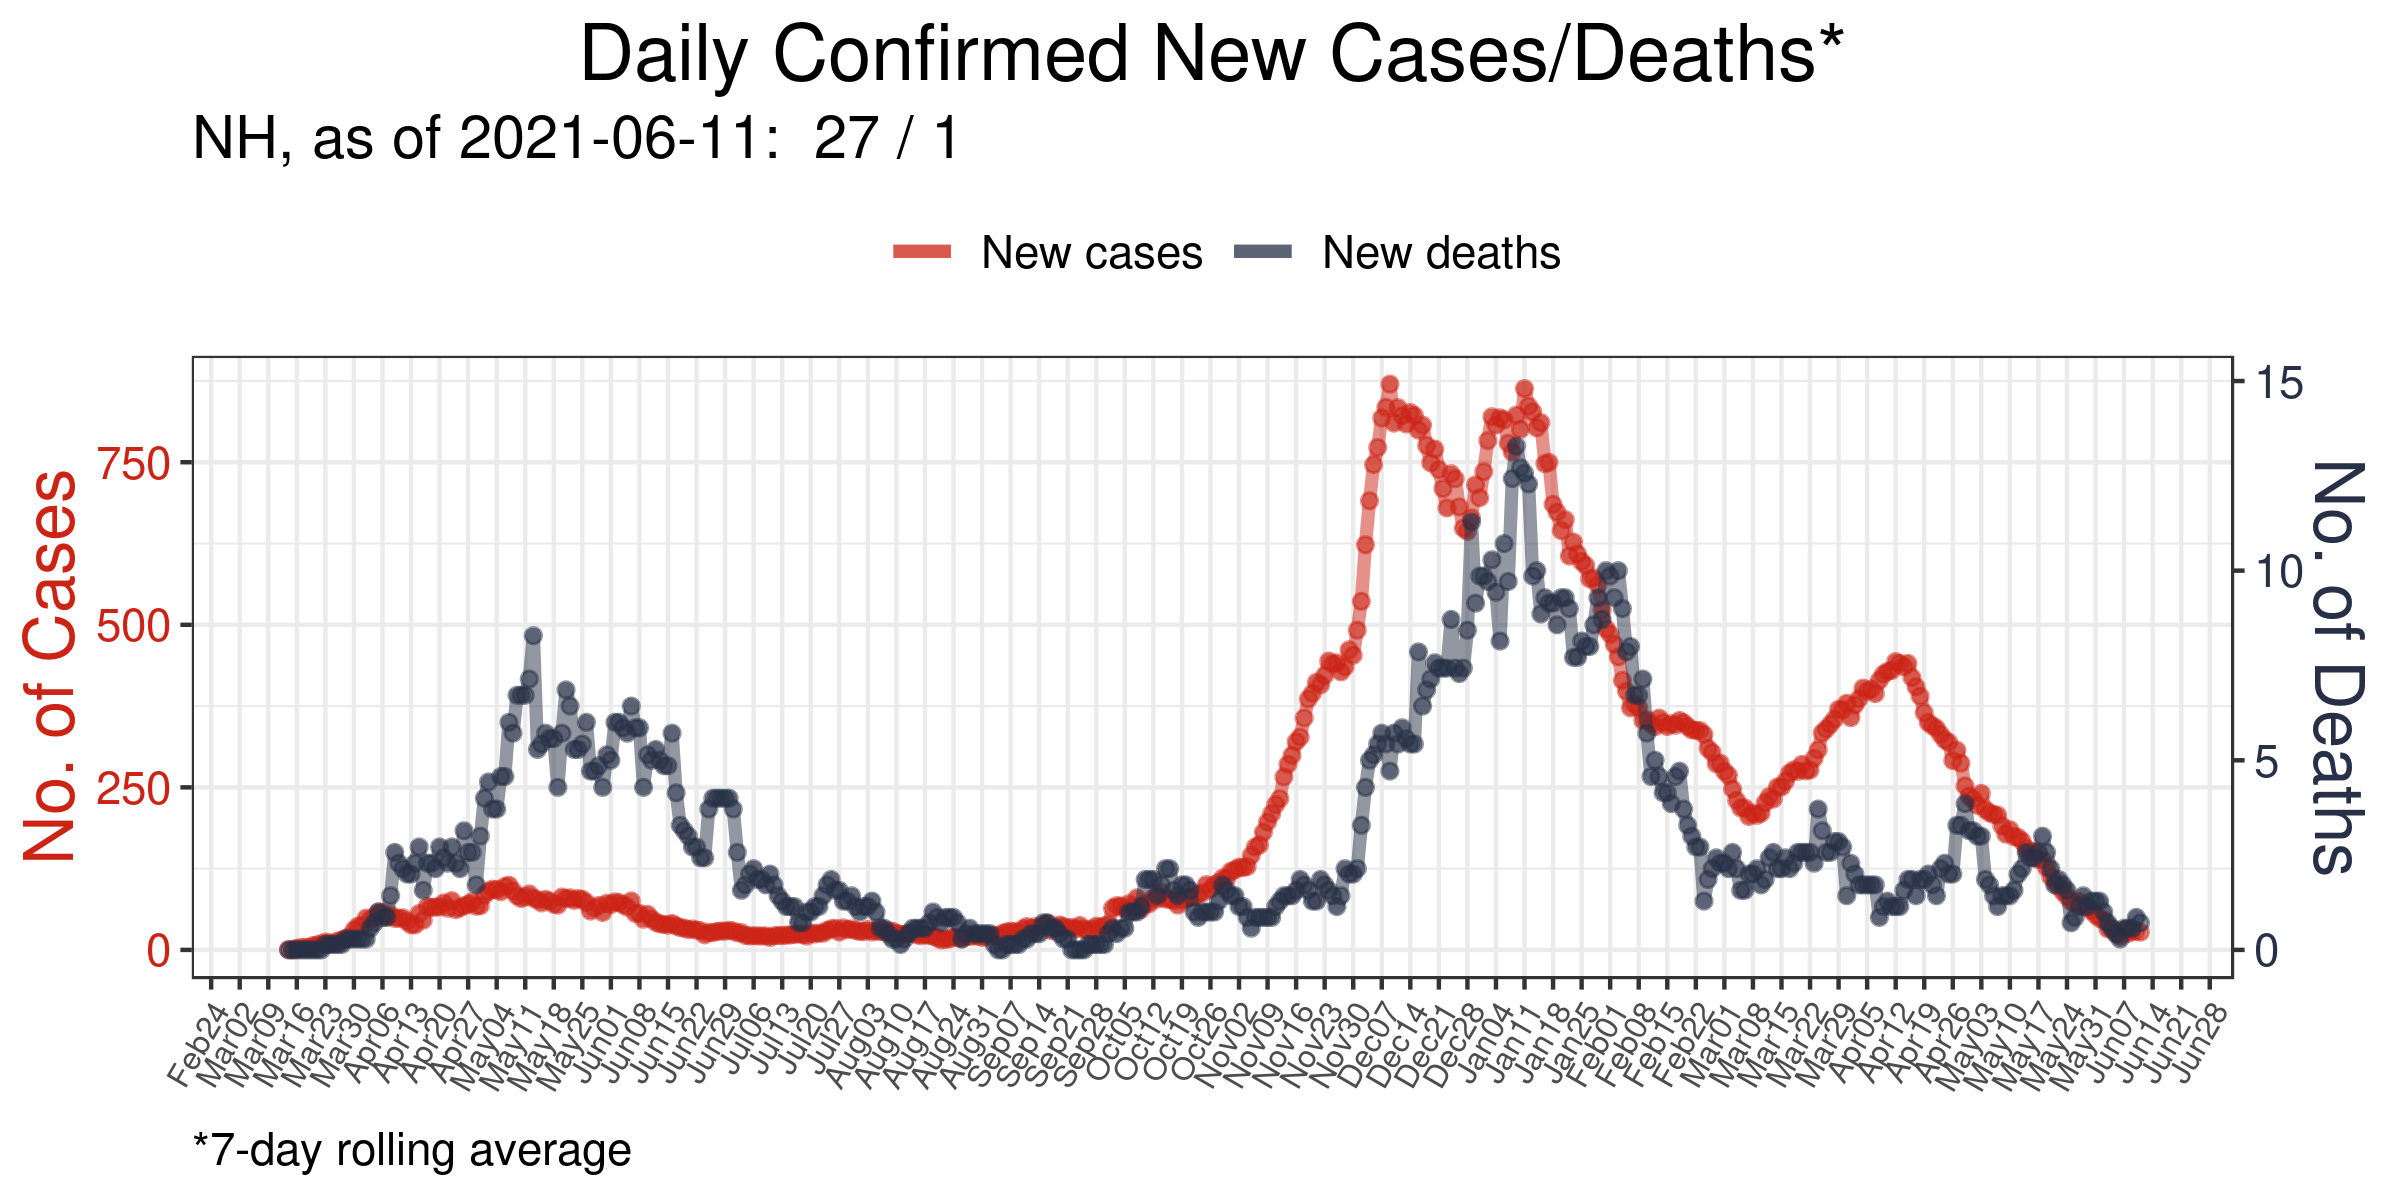 Daily Confirmed New Cases/Deaths*
NH, as of 2021-06-11:  27 / 1
New cases New deaths
No. of Cases
750
500
250
0
15
10
5
0
No. of Deaths
Feb24 Mar02 Mar09 Mar16 Mar23 Mar30 Apr06 Apr13 Apr20 Apr27 May04 May11 May18 May25 Jun01 Jun08 Jun15 Jun22 Jun29 Jul06 Jul13 Jul20 Jul27 Aug03 Aug10 Aug17 Aug24 Aug31 Sep07 Sep14 Sep21 Sep28 Oct05 Oct12 Oct19 Oct26 Nov02 Nov09 Nov16 Nov23 Nov30 Dec07 Dec14 Dec21 Dec28 Jan04 Jan11 Jan18 Jan25 Feb01 Feb08 Feb15 Feb22 Mar01 Mar08 Mar15 Mar22 Mar29 Apr05 Apr12 Apr19 Apr26 May03 May10 May17 May24 May31 Jun07 Jun14 Jun21 Jun28
*7-day rolling average